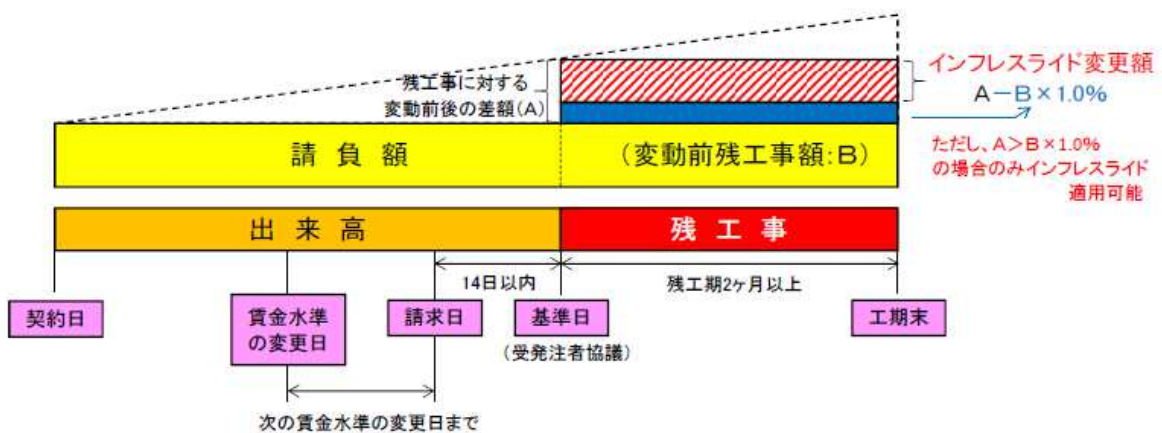 残工事に対する
変動前後の差額(A)
インフレスライド変更額
A－B×1.0%
請負額
(変動前残工事額:B)
ただし、A>B×1.0%
の場合のみインフレスライド
適用可能
出来高
残工事
14日以内
残工期2ヶ月以上
契約日
賃金水準
の変更日
請求日
基準日
(受発注者協議)
工期末
次の賃金水準の変更日まで